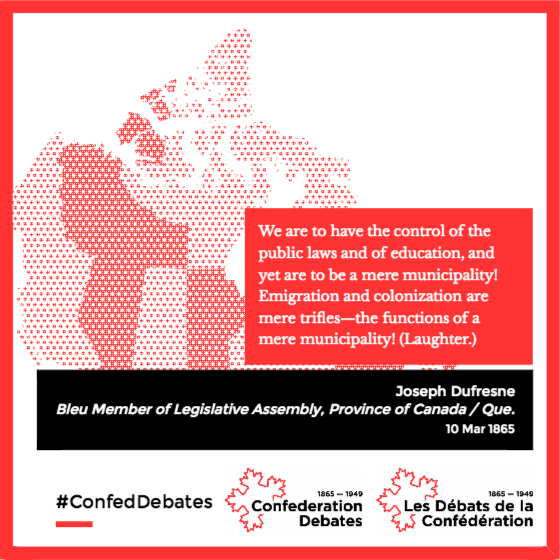 We are to have the control of the
public laws and of education, and
yet are to be a mere municipality!
Emigration and colonization are
mere trifles—the functions of a
mere municipality! (Laughter.)
Joseph Dufresne
Bleu Member of Legislative Assembly, Province of Canada / Que.
10 Mar 1865
#ConfedDebates
1865 — 1949
Confederation
Debates
1865 — 1949
Les Débats de la
Confédération